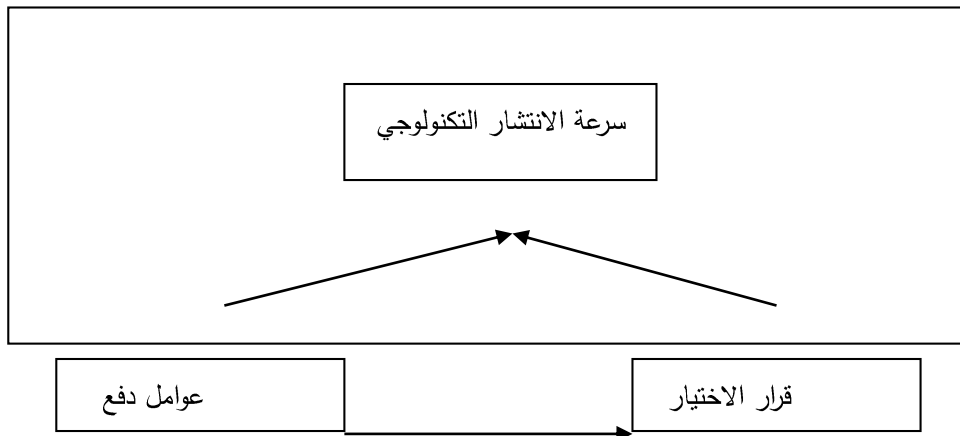 سرعة الانتشار التكنولوجي
قرار الاختيار
عوامل دفع